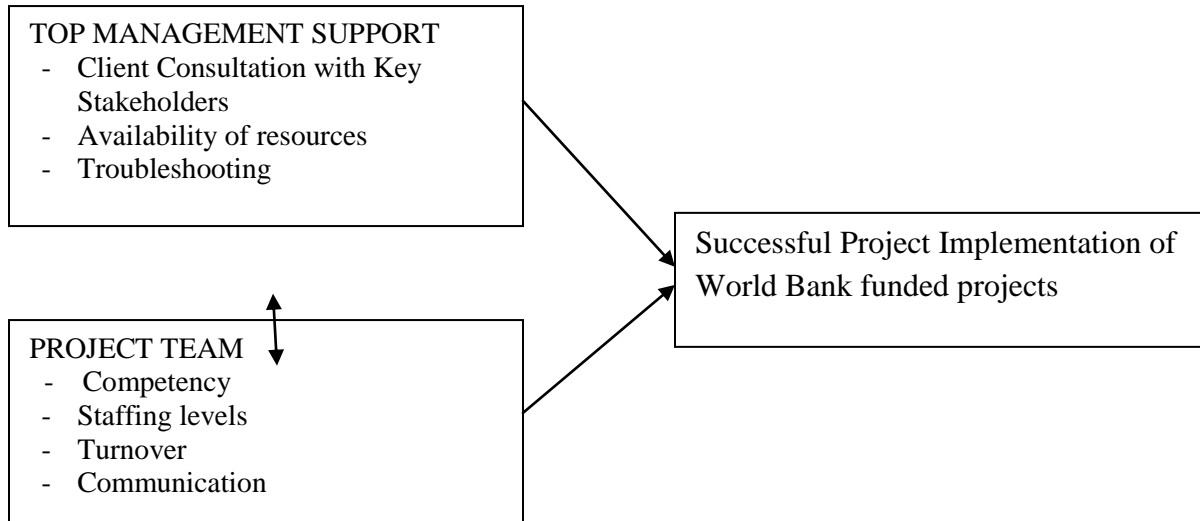 TOP MANAGEMENT SUPPORT
- Client Consultation with Key
Stakeholders
- Availability of resources
- Troubleshooting
Successful Project Implementation of
World Bank funded projects
PROJECT TEAM
- Competency
- Staffing levels
- Turnover
- Communication